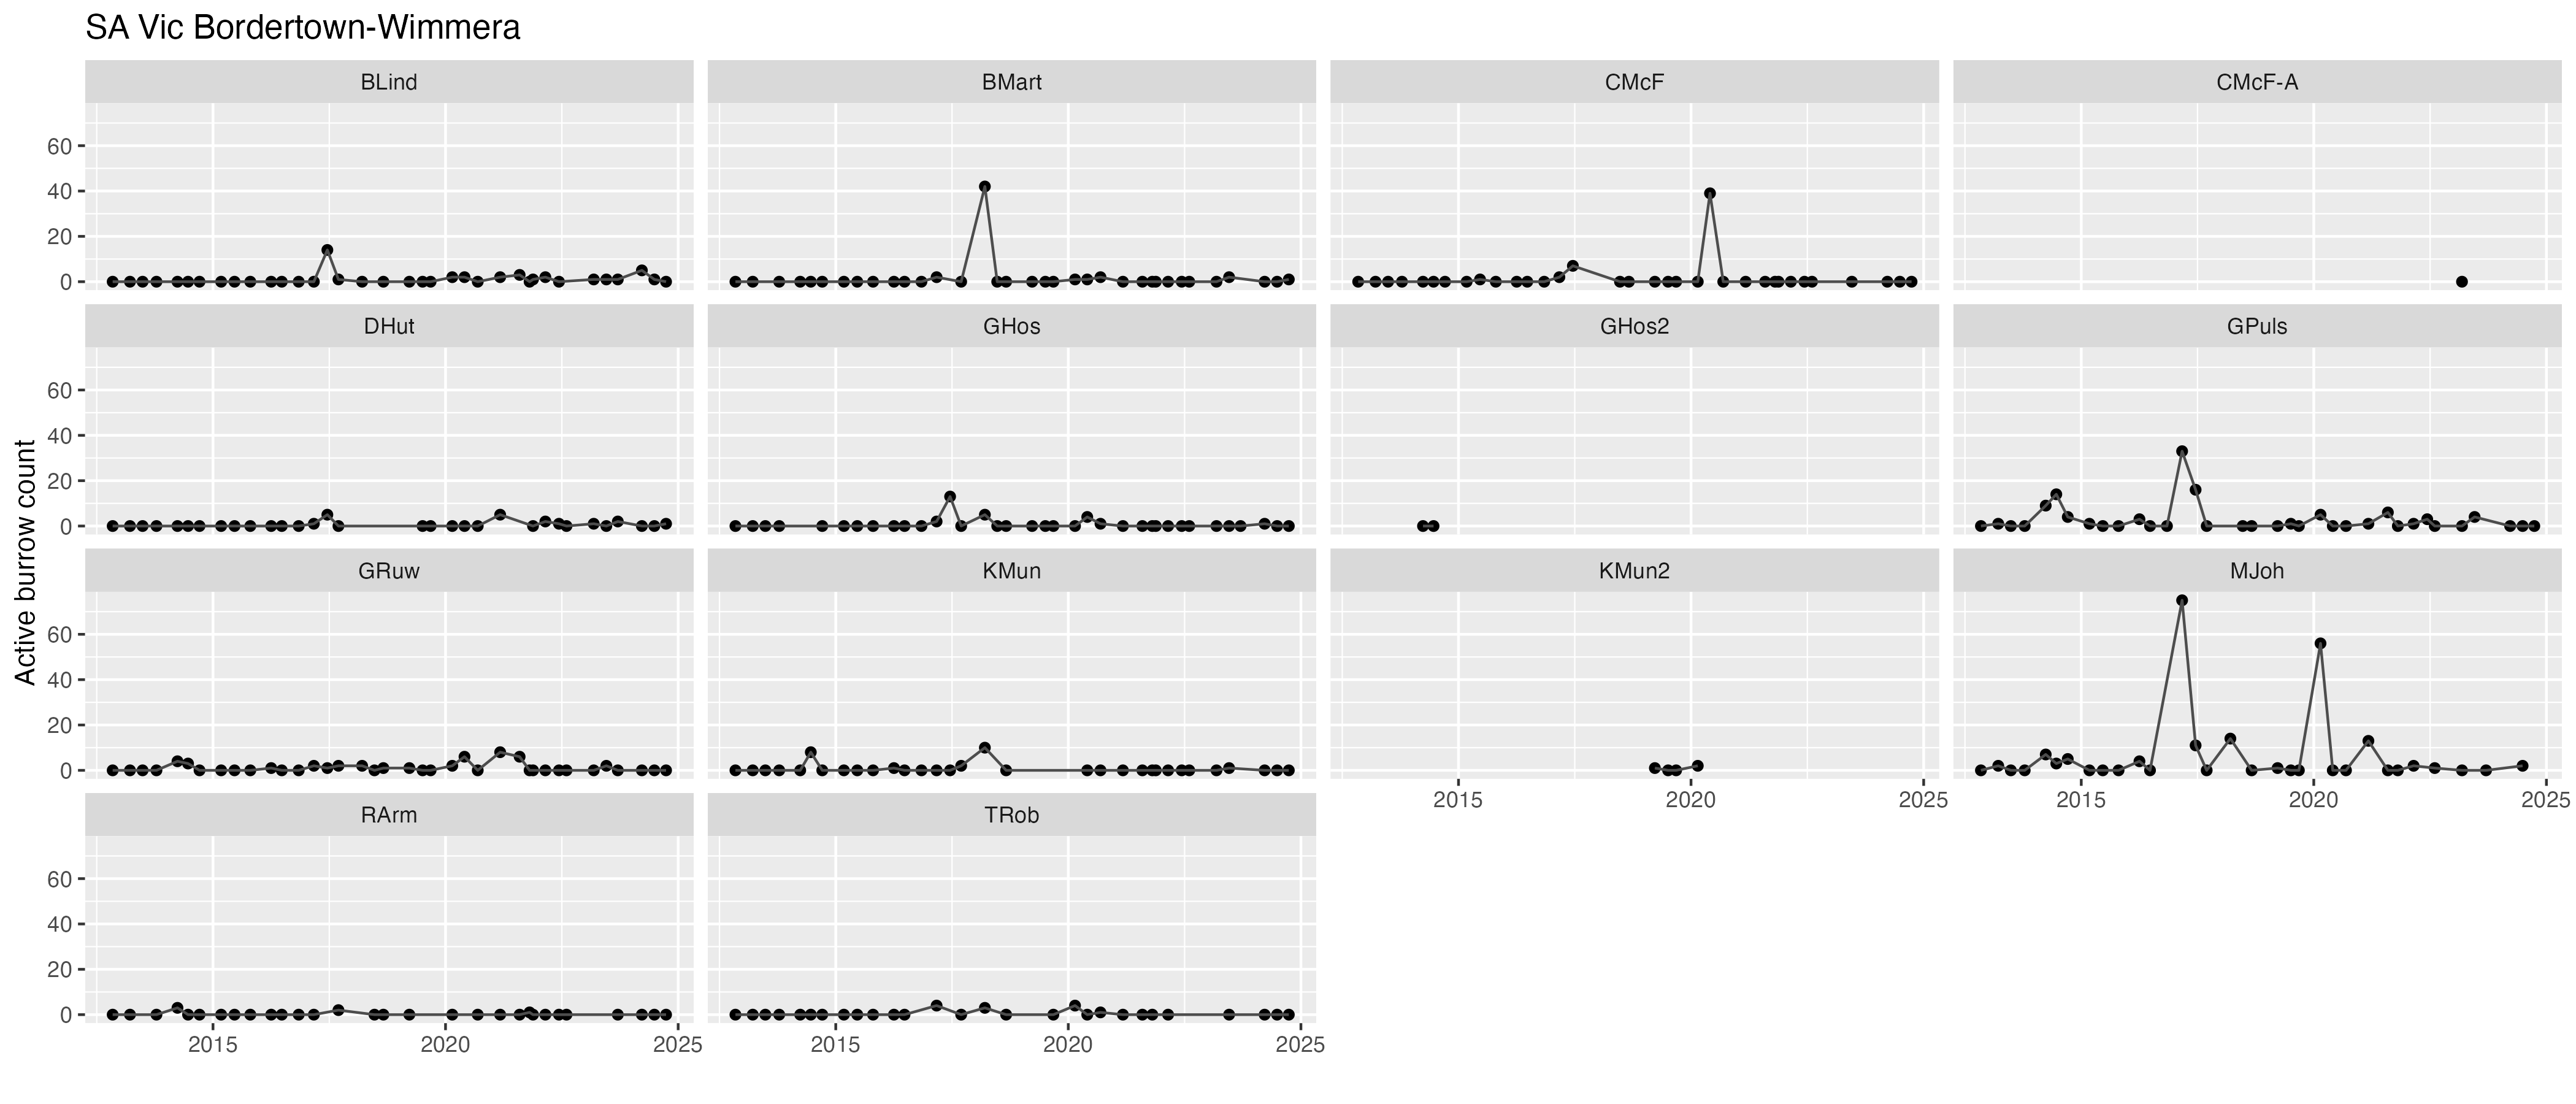 SA Vic Bordertown-Wimmera
BLind BMart CMcF CMcF-A
60
40
20
0
DHut GHos GHos2 GPuls
60
40
20
0
Active burrow count
GRuw KMun KMun2 MJoh
60
40
20
0
2015 2020 2025 2015 2020 2025
RArm TRob
60
40
20
0
2015 2020 2025 2015 2020 2025